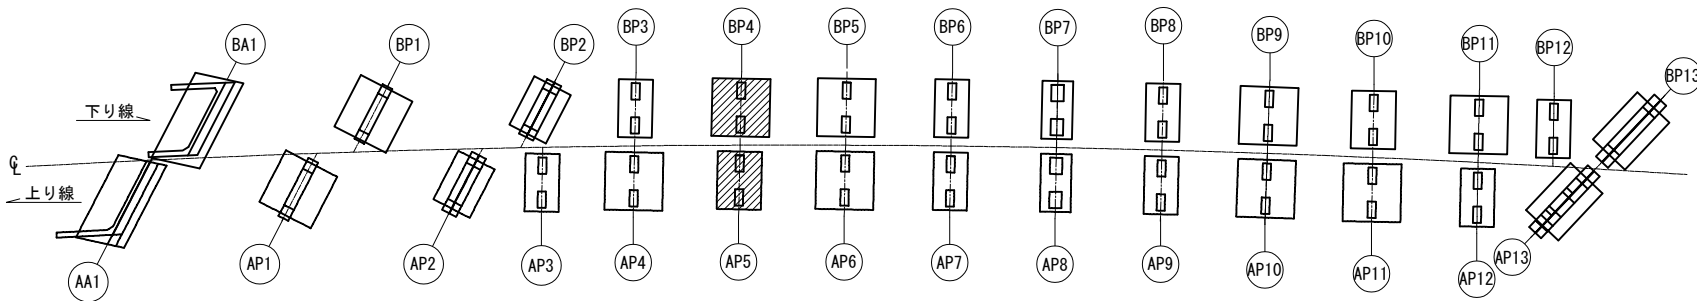 BA1 BP1 BP2 BP3 BP4 BP5 BP6 BP7 BP8 BP9 BP10 BP11 BP12 BP13
下り線
℄
上り線
AA1 AP1 AP2 AP3 AP4 AP5 AP6 AP7 AP8 AP9 AP10 AP11 AP12 AP13